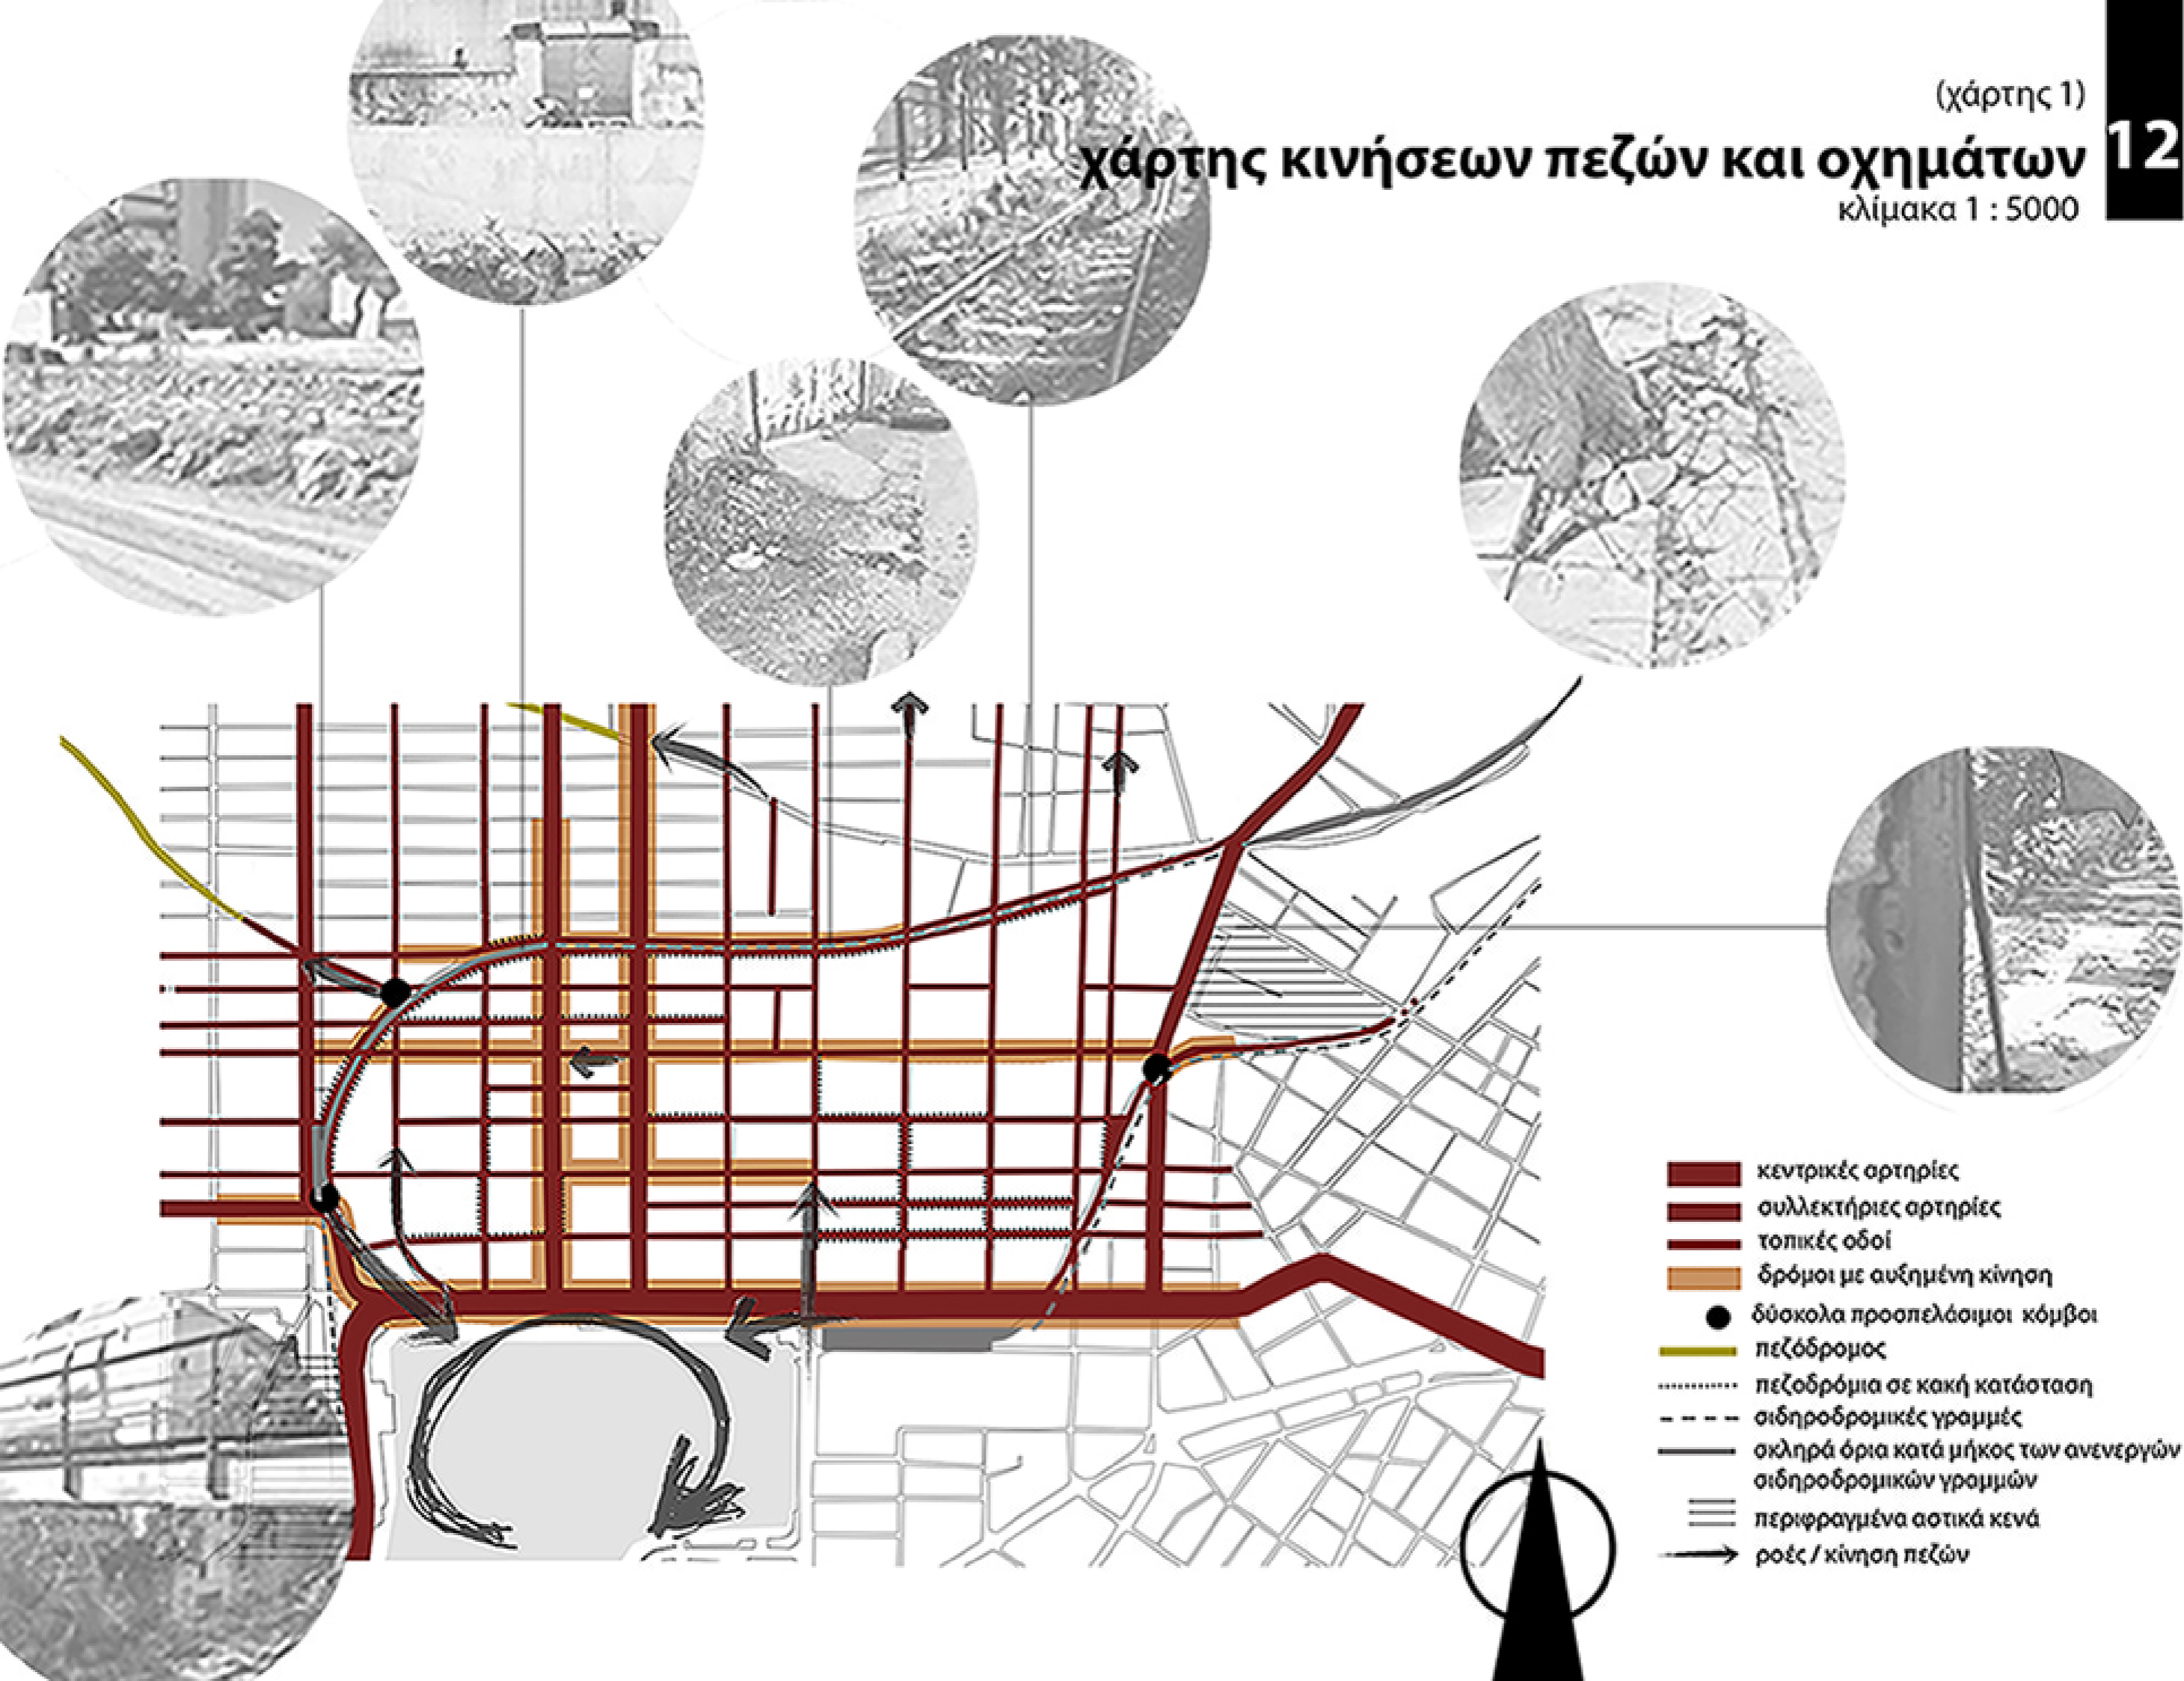 (χάρτης 1)
χάρτης κινήσεων πεζών και οχημάτων
12
κλίμακα 1 : 5000
κεντρικές αρτηρίες
συλλεκτήριες αρτηρίες
τοπικές οδοί
δρόμοι με αυξημένη κίνηση
δύσκολα προσπελάσιμοι κόμβοι
πεζόδρομος
πεζοδρόμια σε κακή κατάσταση
σιδηροδρομικές γραμμές
σκληρά όρια κατά μήκος των ανενεργών
σιδηροδρομικών γραμμών
περιφραγμένα αστικά κενά
ροές / κίνηση πεζών